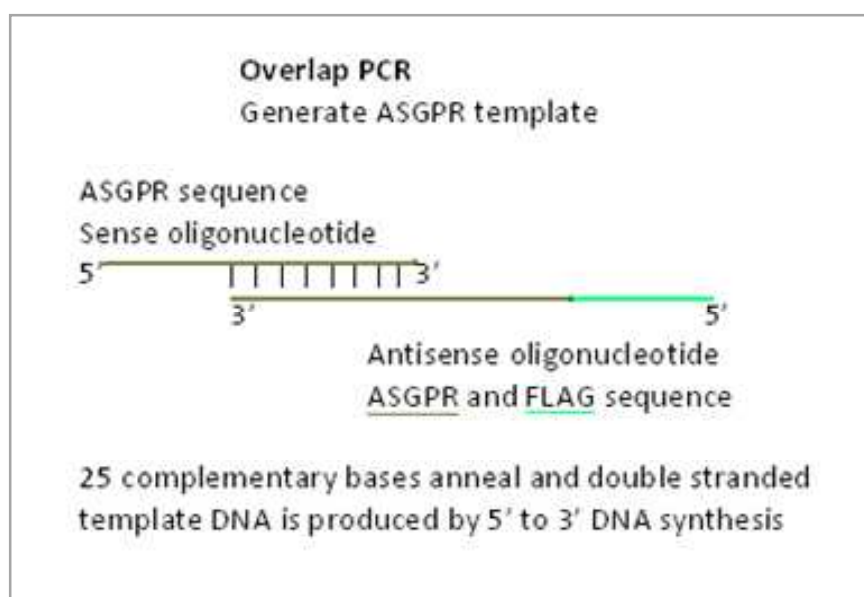 Overlap PCR
Generate ASGPR template
ASGPR sequence
Sense oligonucleotide
5′ 3′
3′ 5′
Antisense oligonucleotide
ASGPR and FLAG sequence
25 complementary bases anneal and double stranded
template DNA is produced by 5′ to 3′ DNA synthesis